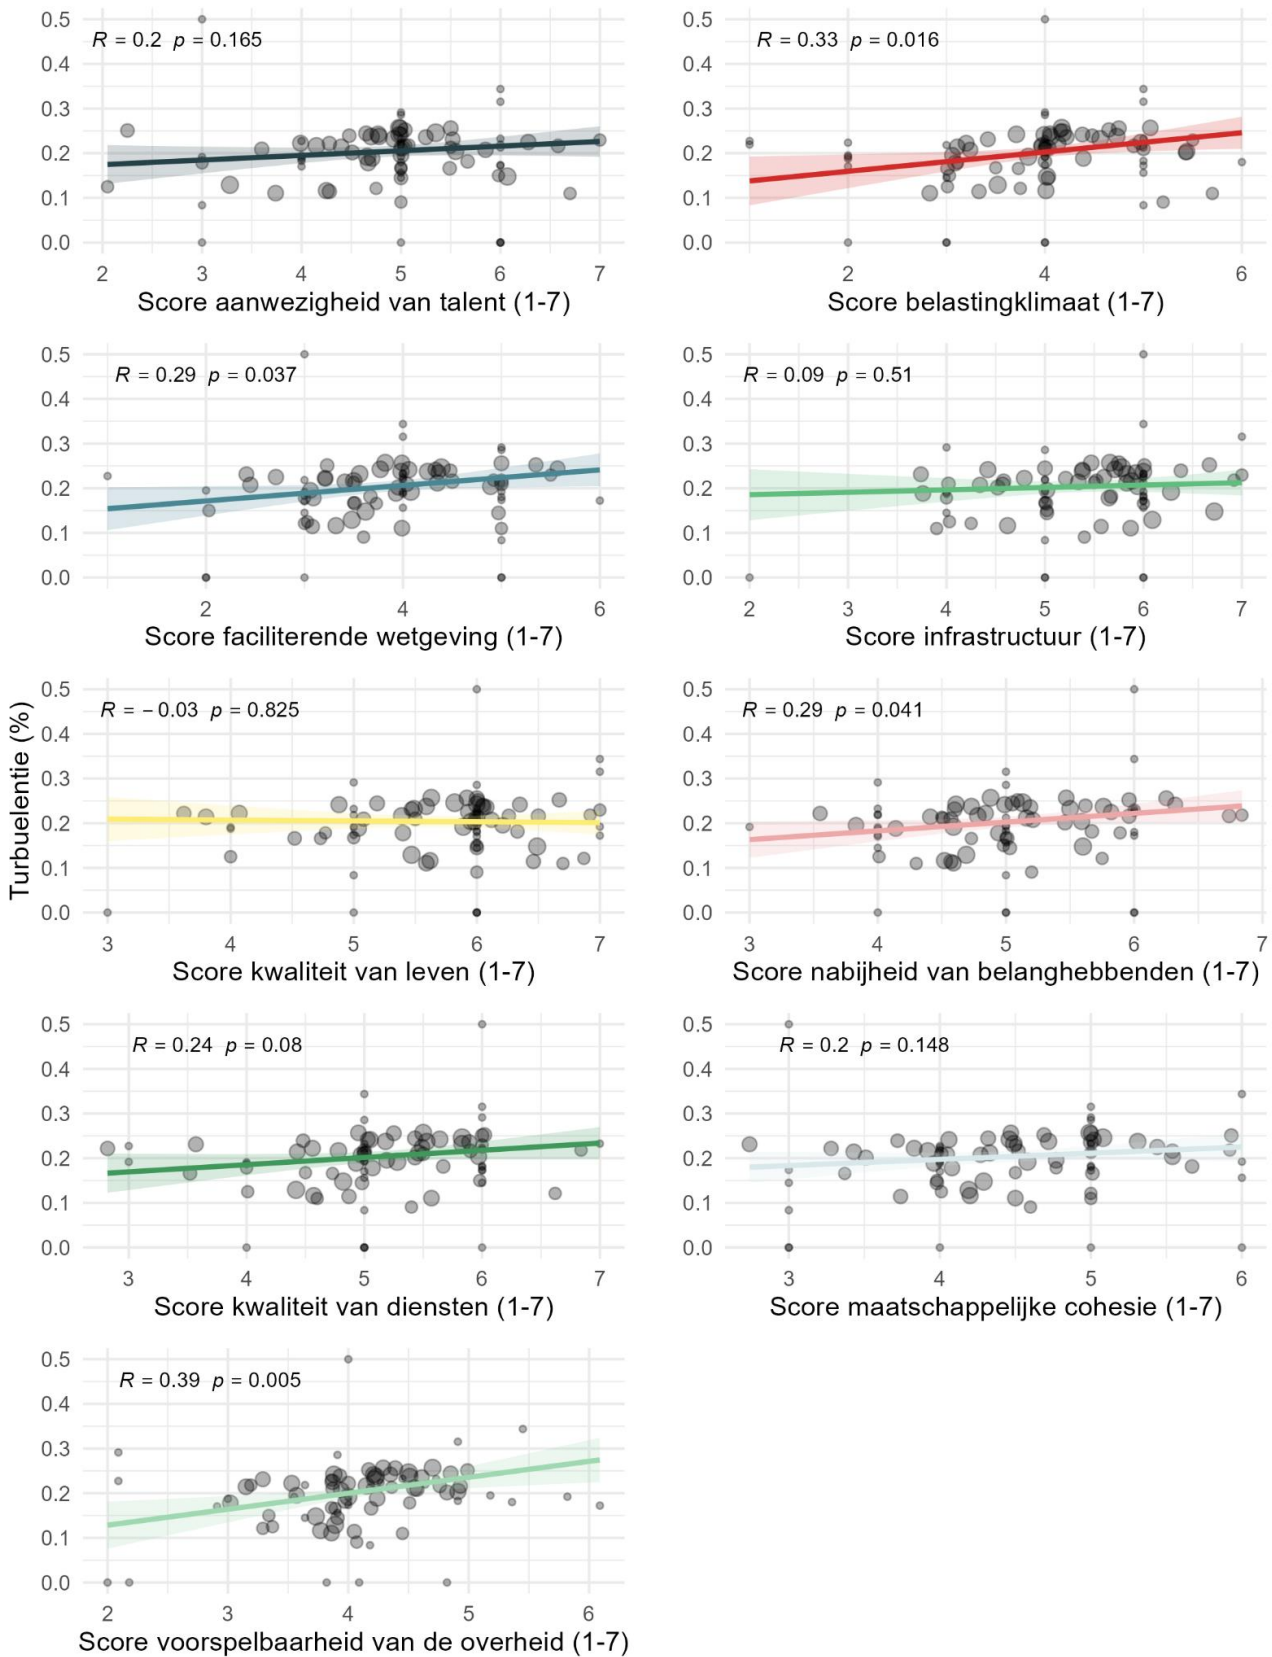 0.5
R = 0.2 p = 0.165
0.4
0.3
0.2
0.1
0.0
2 3 4 5 6 7
Score aanwezigheid van talent (1-7)
0.5
R = 0.33 p = 0.016
0.4
0.3
0.2
0.1
0.0
2 4 6
Score belastingklimaat (1-7)
0.5
R = 0.29 p = 0.037
0.4
0.3
0.2
0.1
0.0
2 4 6
Score faciliterende wetgeving (1-7)
0.5
R = 0.09 p = 0.51
0.4
0.3
0.2
0.1
0.0
2 3 4 5 6 7
Score infrastructuur (1-7)
Turbuelentie (%)
0.5
R = −0.03 p = 0.825
0.4
0.3
0.2
0.1
0.0
3 4 5 6 7
Score kwaliteit van leven (1-7)
0.5
R = 0.29 p = 0.041
0.4
0.3
0.2
0.1
0.0
3 4 5 6 7
Score nabijheid van belanghebbenden (1-7)
0.5
R = 0.24 p = 0.08
0.4
0.3
0.2
0.1
0.0
3 4 5 6 7
Score kwaliteit van diensten (1-7)
0.5
R = 0.2 p = 0.148
0.4
0.3
0.2
0.1
0.0
3 4 5 6
Score maatschappelijke cohesie (1-7)
0.5
R = 0.39 p = 0.005
0.4
0.3
0.2
0.1
0.0
2 3 4 5 6
Score voorspelbaarheid van de overheid (1-7)